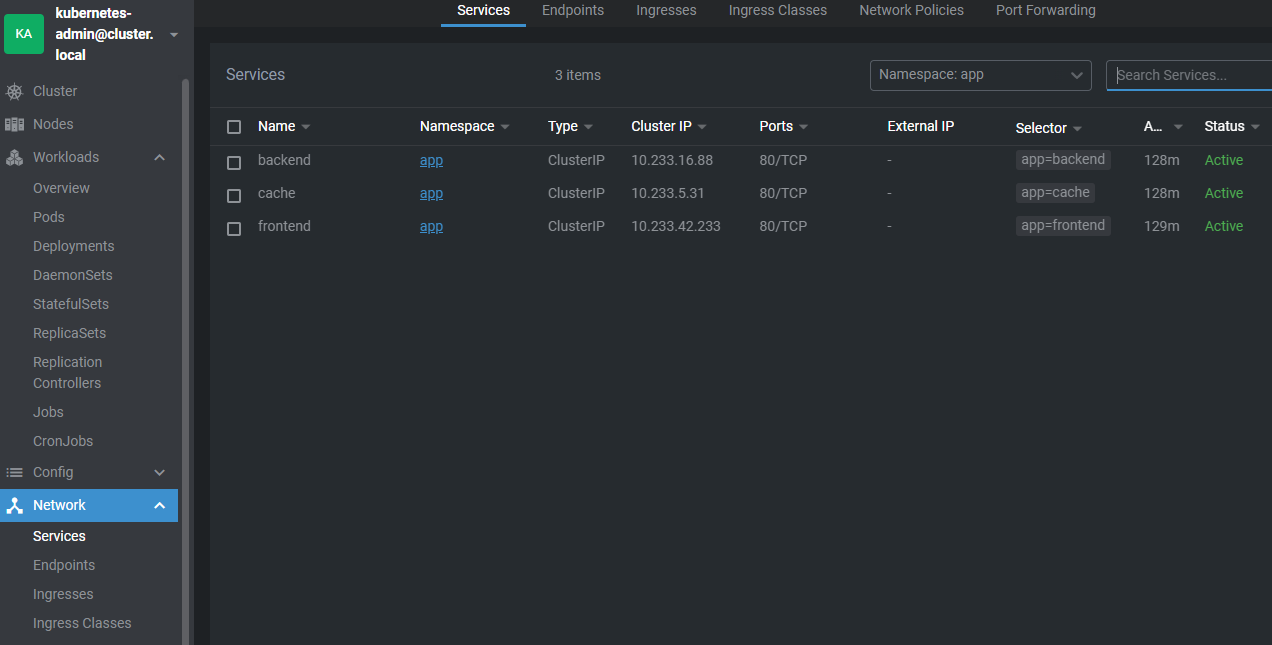 KA
kubernetes-
admin@cluster.
local
Cluster
Nodes
Workloads
Overview
Pods
Deployments
DaemonSets
StatefulSets
ReplicaSets
Replication
Controllers
Jobs
CronJobs
Config
Network
Services
Endpoints
Ingresses
Ingress Classes
Services Endpoints Ingresses Ingress Classes Network Policies Port Forwarding
Services 3 items Namespace: app Search Services...
Name Namespace Type Cluster IP Ports External IP Selector A... Status
backend app ClusterIP 10.233.16.88 80/TCP - app=backend 128m Active
cache app ClusterIP 10.233.5.31 80/TCP - app=cache 128m Active
frontend app ClusterIP 10.233.42.233 80/TCP - app=frontend 129m Active